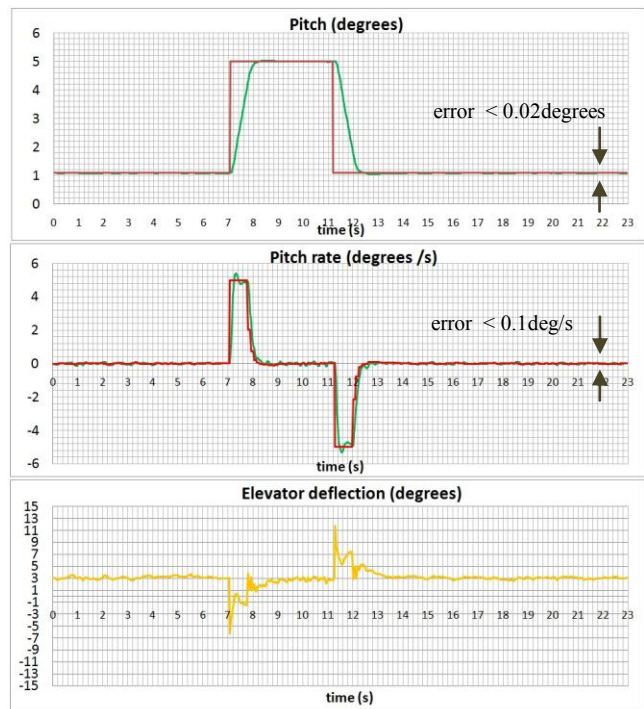 Pitch (degrees)
6
5
4
3
2
1
0
error < 0.02degrees
0 1 2 3 4 5 6 7 8 9 10 11 12 13 14 15 16 17 18 19 20 21 22 23
time (s)
Pitch rate (degrees /s)
6
4
2
0
-2
-4
-6
error < 0.1deg/s
0 1 2 3 4 5 6 7 8 9 10 11 12 13 14 15 16 17 18 19 20 21 22 23
time (s)
Elevator deflection (degrees)
15
13
11
9
7
5
3
1
-1
-3
-5
-7
-9
-11
-13
-15
0 1 2 3 4 5 6 7 8 9 10 11 12 13 14 15 16 17 18 19 20 21 22 23
time (s)